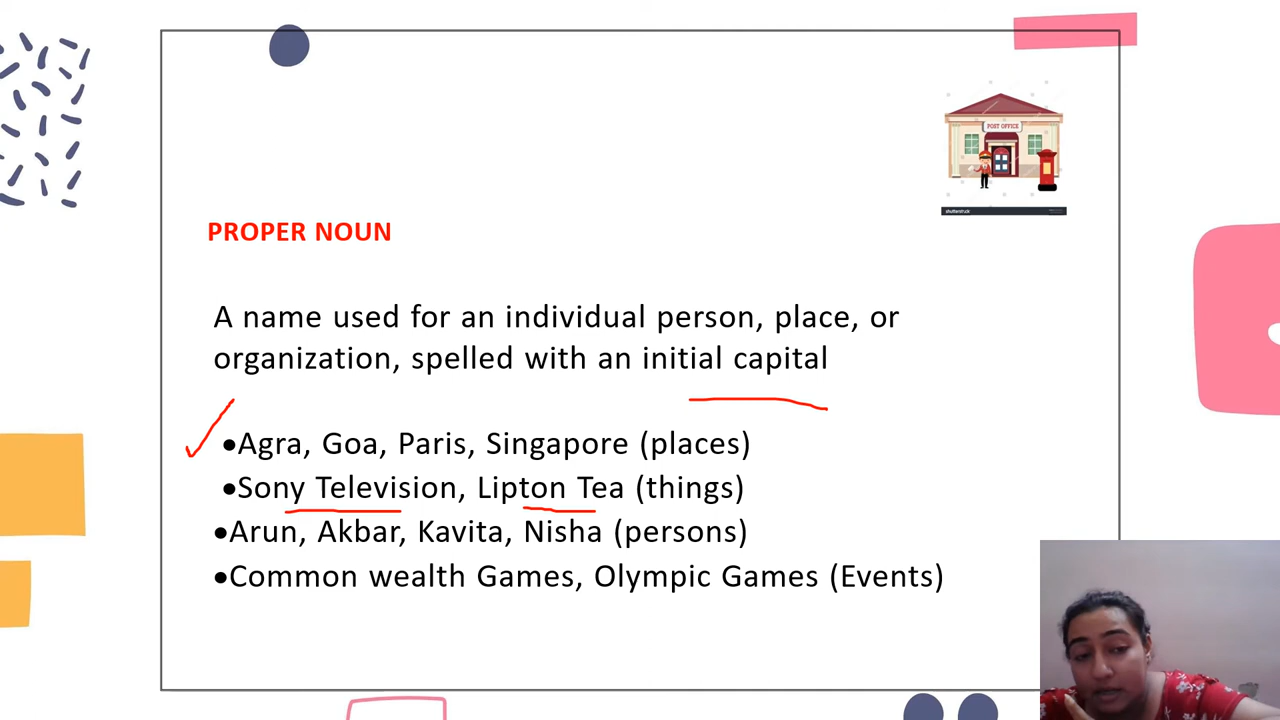 POST OFFICE
shutterstock
PROPER NOUN
A name used for an individual person, place, or
organization, spelled with an initial capital
•Agra, Goa, Paris, Singapore (places)
•Sony Television, Lipton Tea (things)
•Arun, Akbar, Kavita, Nisha (persons)
•Common wealth Games, Olympic Games (Events)